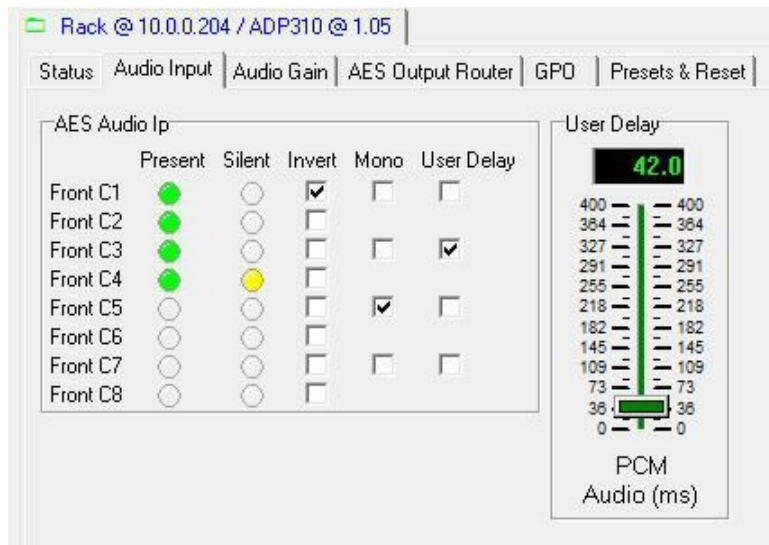 Rack @ 10.0.0.204 / ADP310 @ 1.05
Status Audio Input Audio Gain AES Output Router GPO Presets & Reset
AES Audio Ip
Present Silent Invert Mono User Delay
Front C1
Front C2
Front C3
Front C4
Front C5
Front C6
Front C7
Front C8
User Delay
42.0
400 400
364 364
327 327
291 291
255 255
218 218
182 182
145 145
109 109
73 73
36 36
0 0
PCM
Audio (ms)